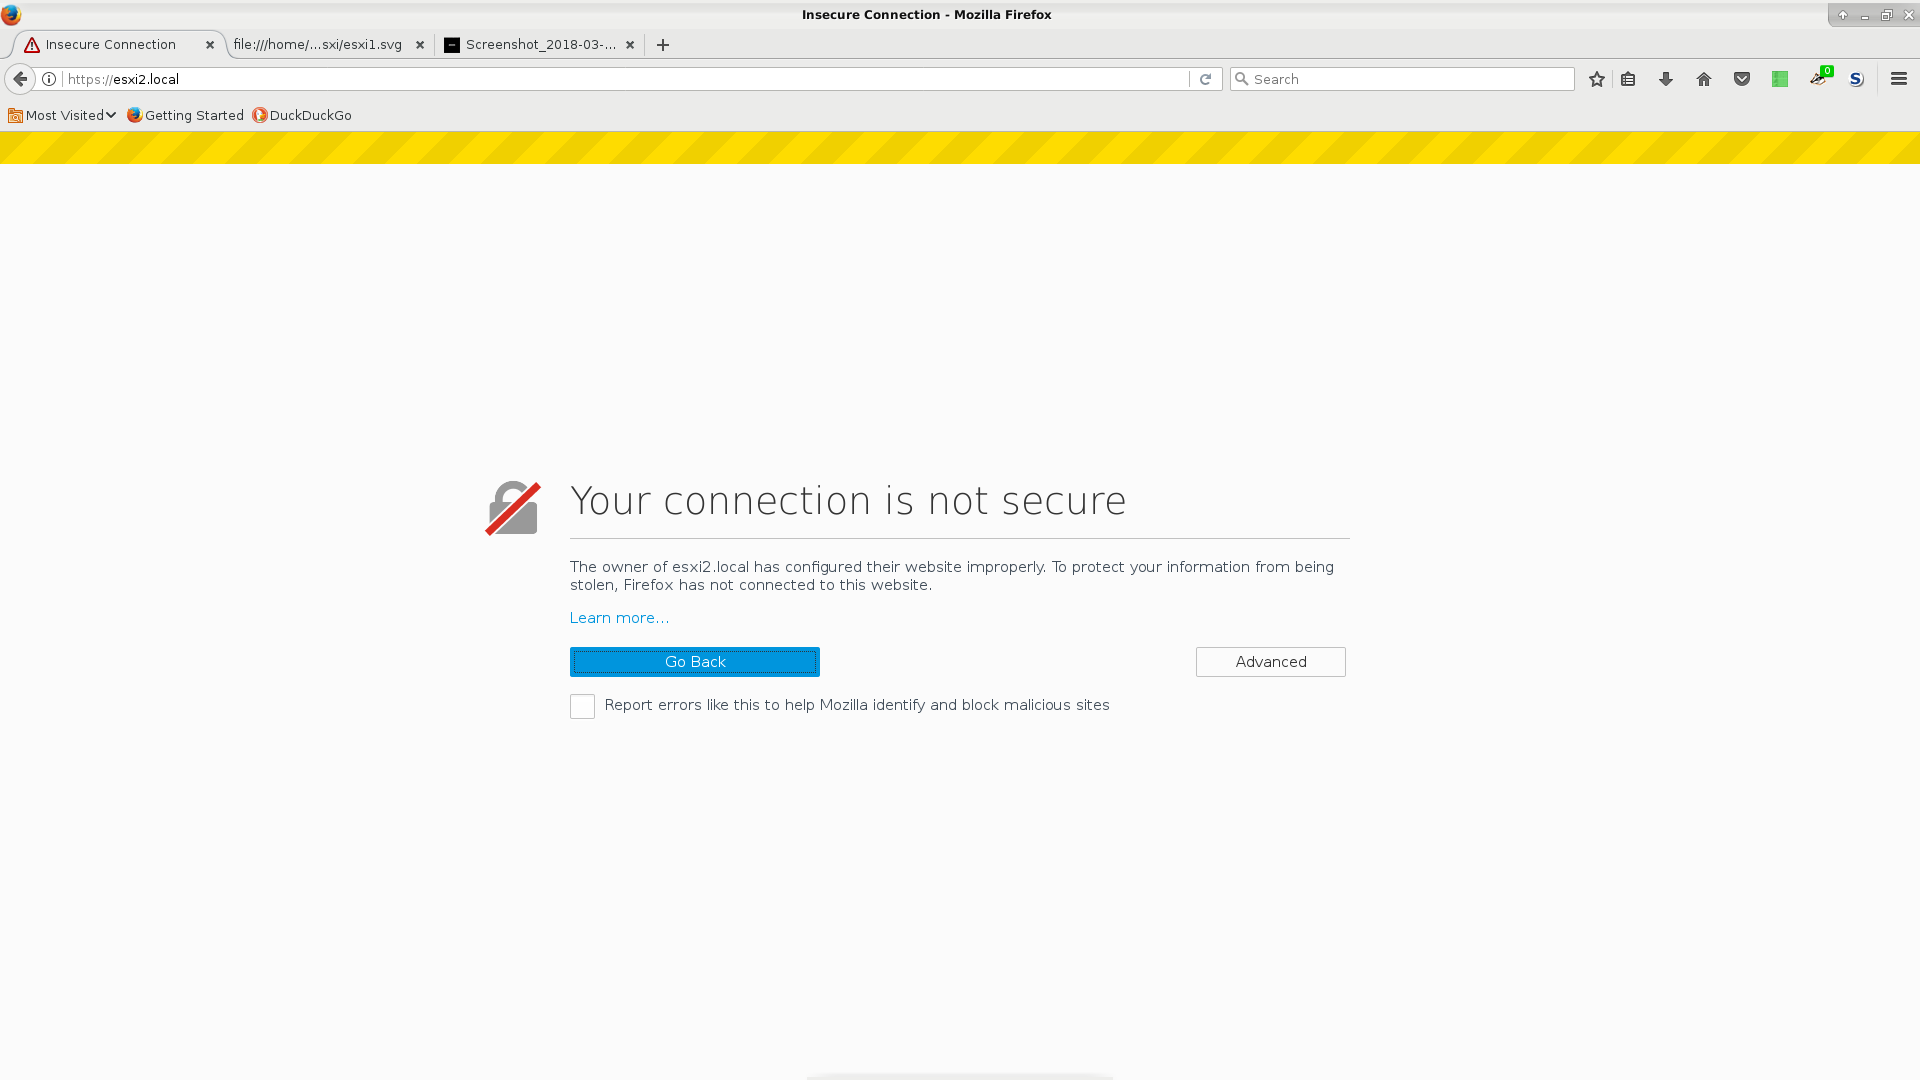 Insecure Connection - Mozilla Firefox
Insecure Connection
file:///home/...sxi/esxi1.svg
Screenshot_2018-03-...
https://esxi2.local
Search
0
S
Most Visited
Getting Started
DuckDuckGo
Your connection is not secure
The owner of esxi2.local has configured their website improperly. To protect your information from being
stolen, Firefox has not connected to this website.
Learn more...
Go Back
Advanced
Report errors like this to help Mozilla identify and block malicious sites